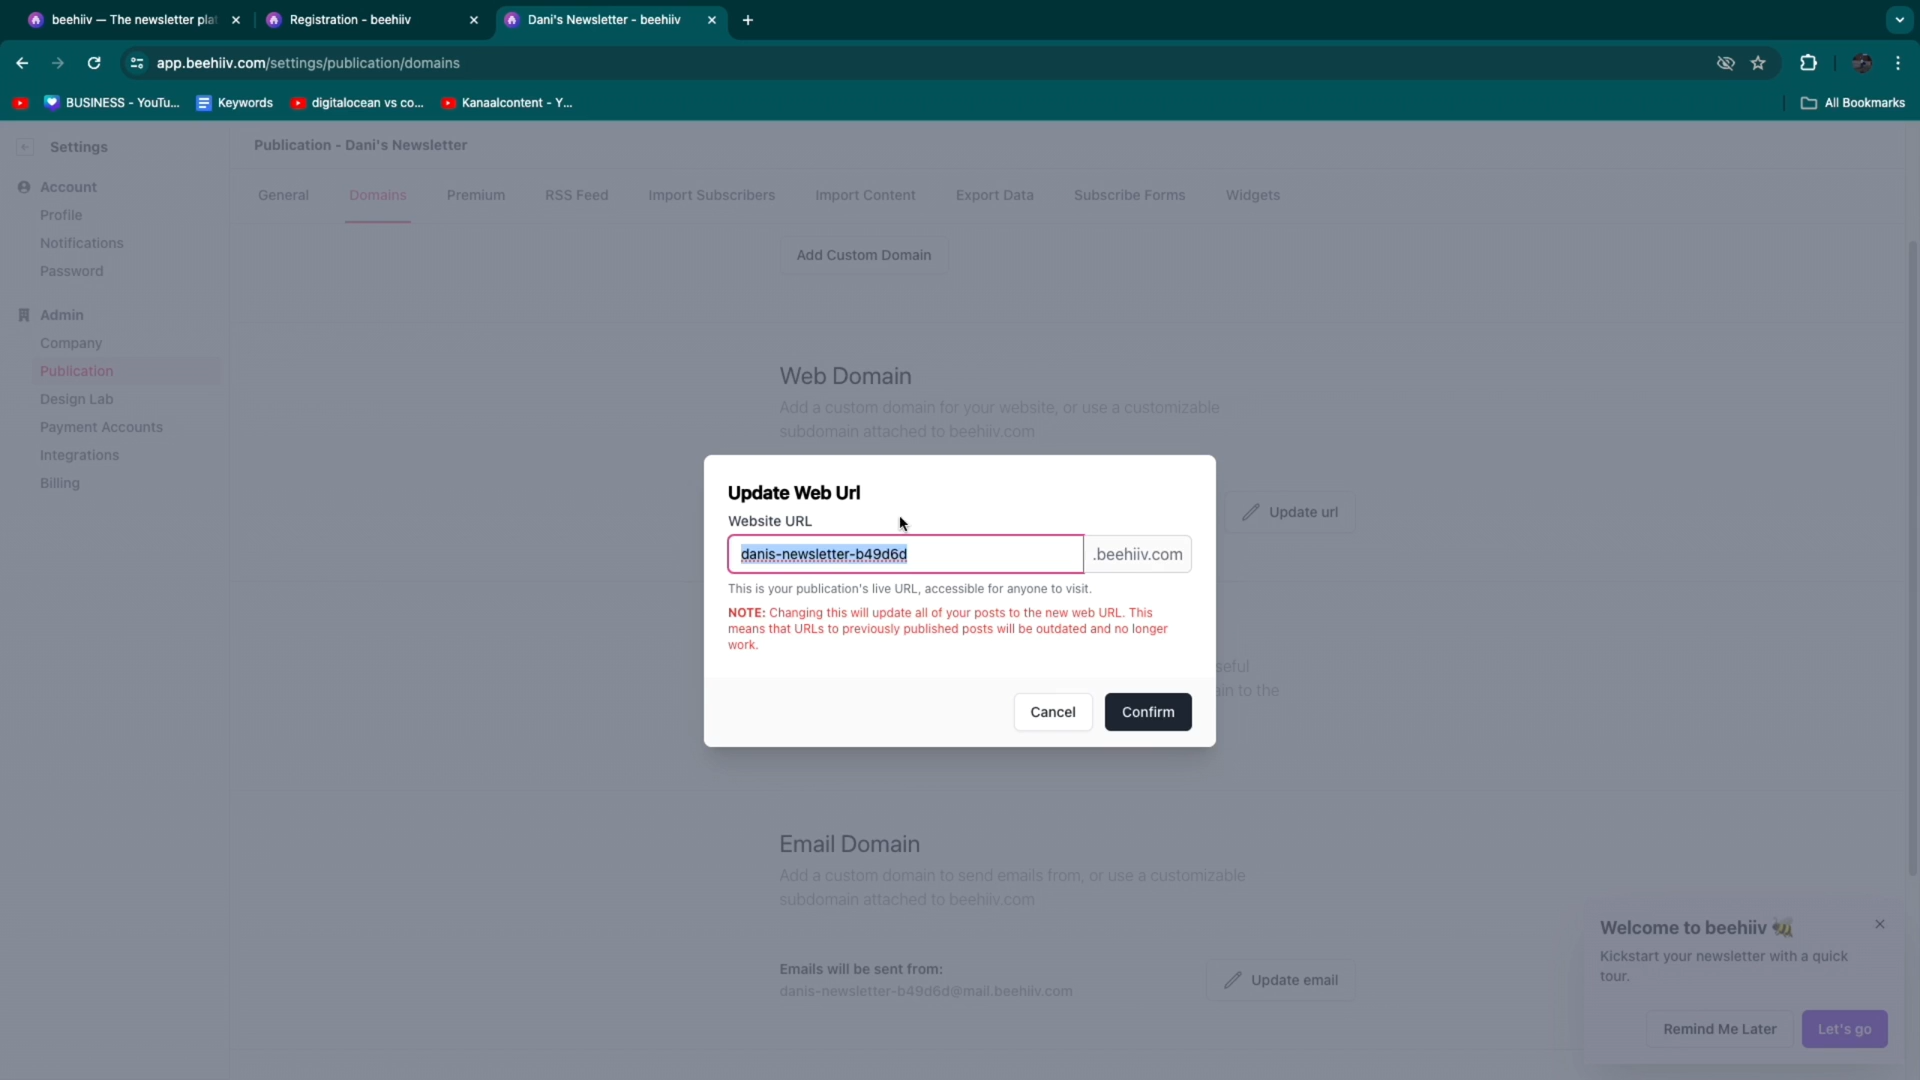 beehiiv — The newsletter pla
Registration - beehiiv
Dani's Newsletter - beehiiv
app.beehiiv.com/settings/publication/domains
BUSINESS - YouTu...
Keywords
digitalocean vs co...
Kanaalcontent - Y...
All Bookmarks
Settings
Publication - Dani's Newsletter
Account
Profile
Notifications
Password
Admin
Company
Publication
Design Lab
Payment Accounts
Integrations
Billing
General
Domains
Premium
RSS Feed
Import Subscribers
Import Content
Export Data
Subscribe Forms
Widgets
Add Custom Domain
Web Domain
Add a custom domain for your website, or use a customizable
subdomain attached to beehiiv.com
Update url
Update Web Url
Website URL
danis-newsletter-b49d6d
.beehiiv.com
This is your publication's live URL, accessible for anyone to visit.
NOTE: Changing this will update all of your posts to the new web URL. This
means that URLs to previously published posts will be outdated and no longer
work.
Cancel
Confirm
seful
ain to the
Email Domain
Add a custom domain to send emails from, or use a customizable
subdomain attached to beehiiv.com
Emails will be sent from:
danis-newsletter-b49d6d@mail.beehiiv.com
Update email
Welcome to beehiiv
Kickstart your newsletter with a quick
tour.
Remind Me Later
Let's go